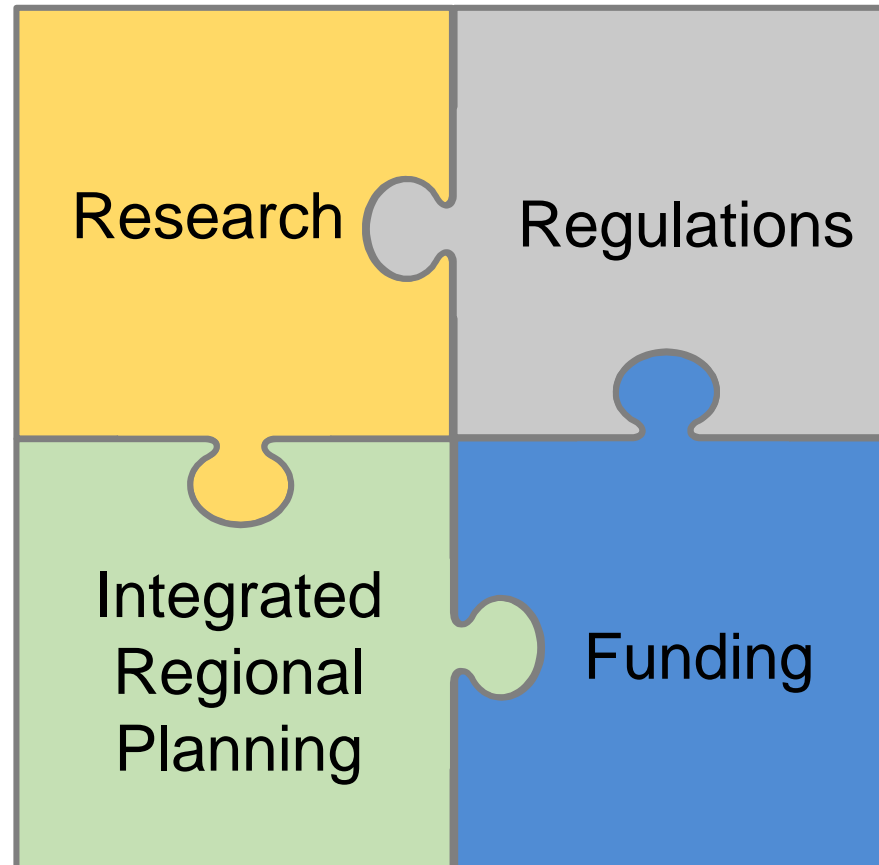 Research
Regulations
Integrated
Regional
Planning
Funding